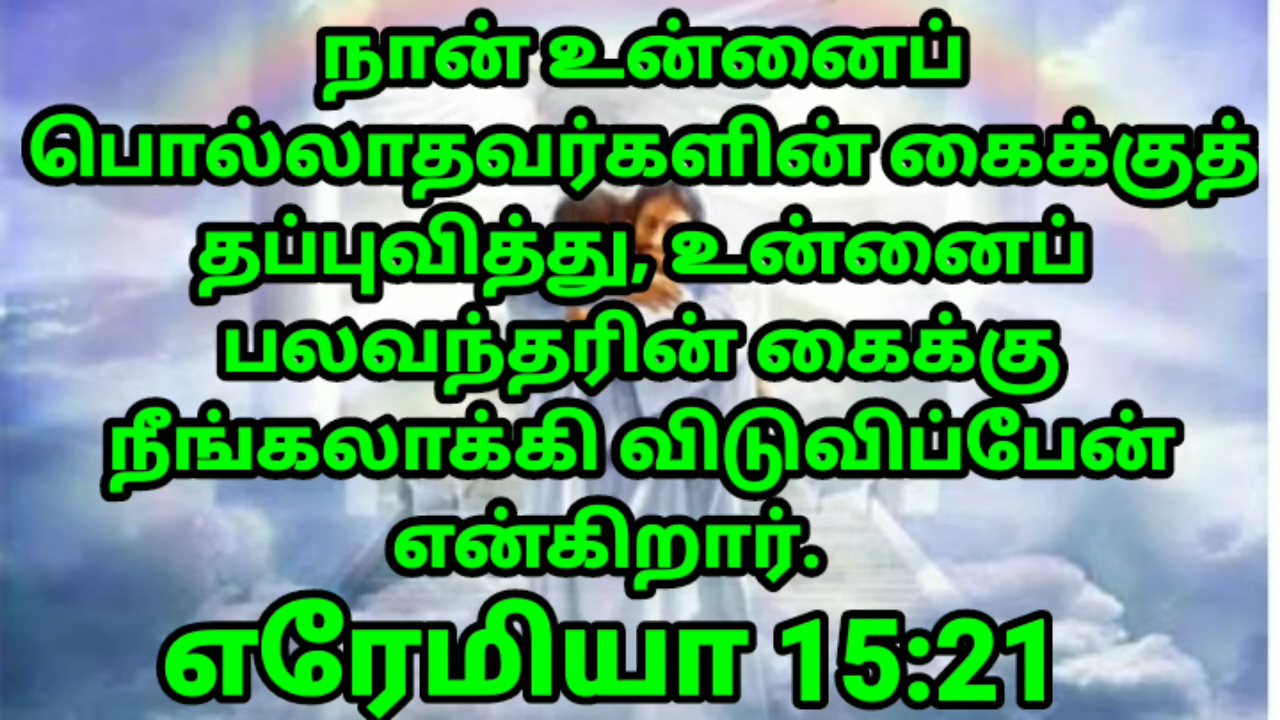 நான் உன்னைப்
பொல்லாதவர்களின் கைக்குத்
தப்புவித்து, உன்னைப்
பலவந்தரின் கைக்கு
நீங்கலாக்கி விடுவிப்பேன்
என்கிறார்.
எரேமியா 15:21